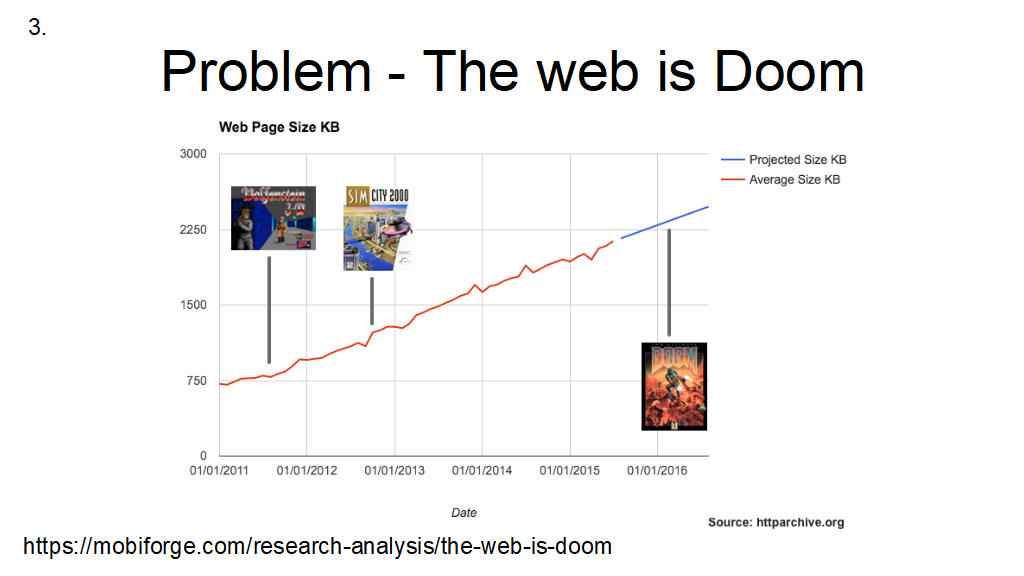 3.
Problem - The web is Doom
Web Page Size KB
3000
2250
1500
750
0
Projected Size KB
Average Size KB
Wolfenstein
3-D
SIM CITY 2000
DOOM
01/01/2011 01/01/2012 01/01/2013 01/01/2014 01/01/2015 01/01/2016
Date
Source: httparchive.org
https://mobiforge.com/research-analysis/the-web-is-doom